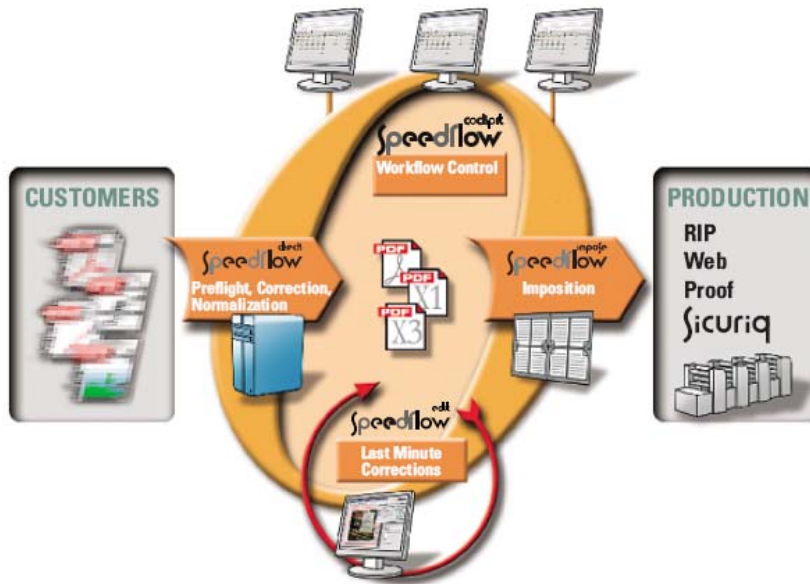 cockpit
Speedflow
Workflow Control
CUSTOMERS
check
Speedflow
Preflight, Correction,
Normalization
PDF
PDF
X1
PDF
X3
impose
Speedflow
Imposition
PRODUCTION
RIP
Web
Proof
Sicuriq
edit
Speedflow
Last Minute
Corrections